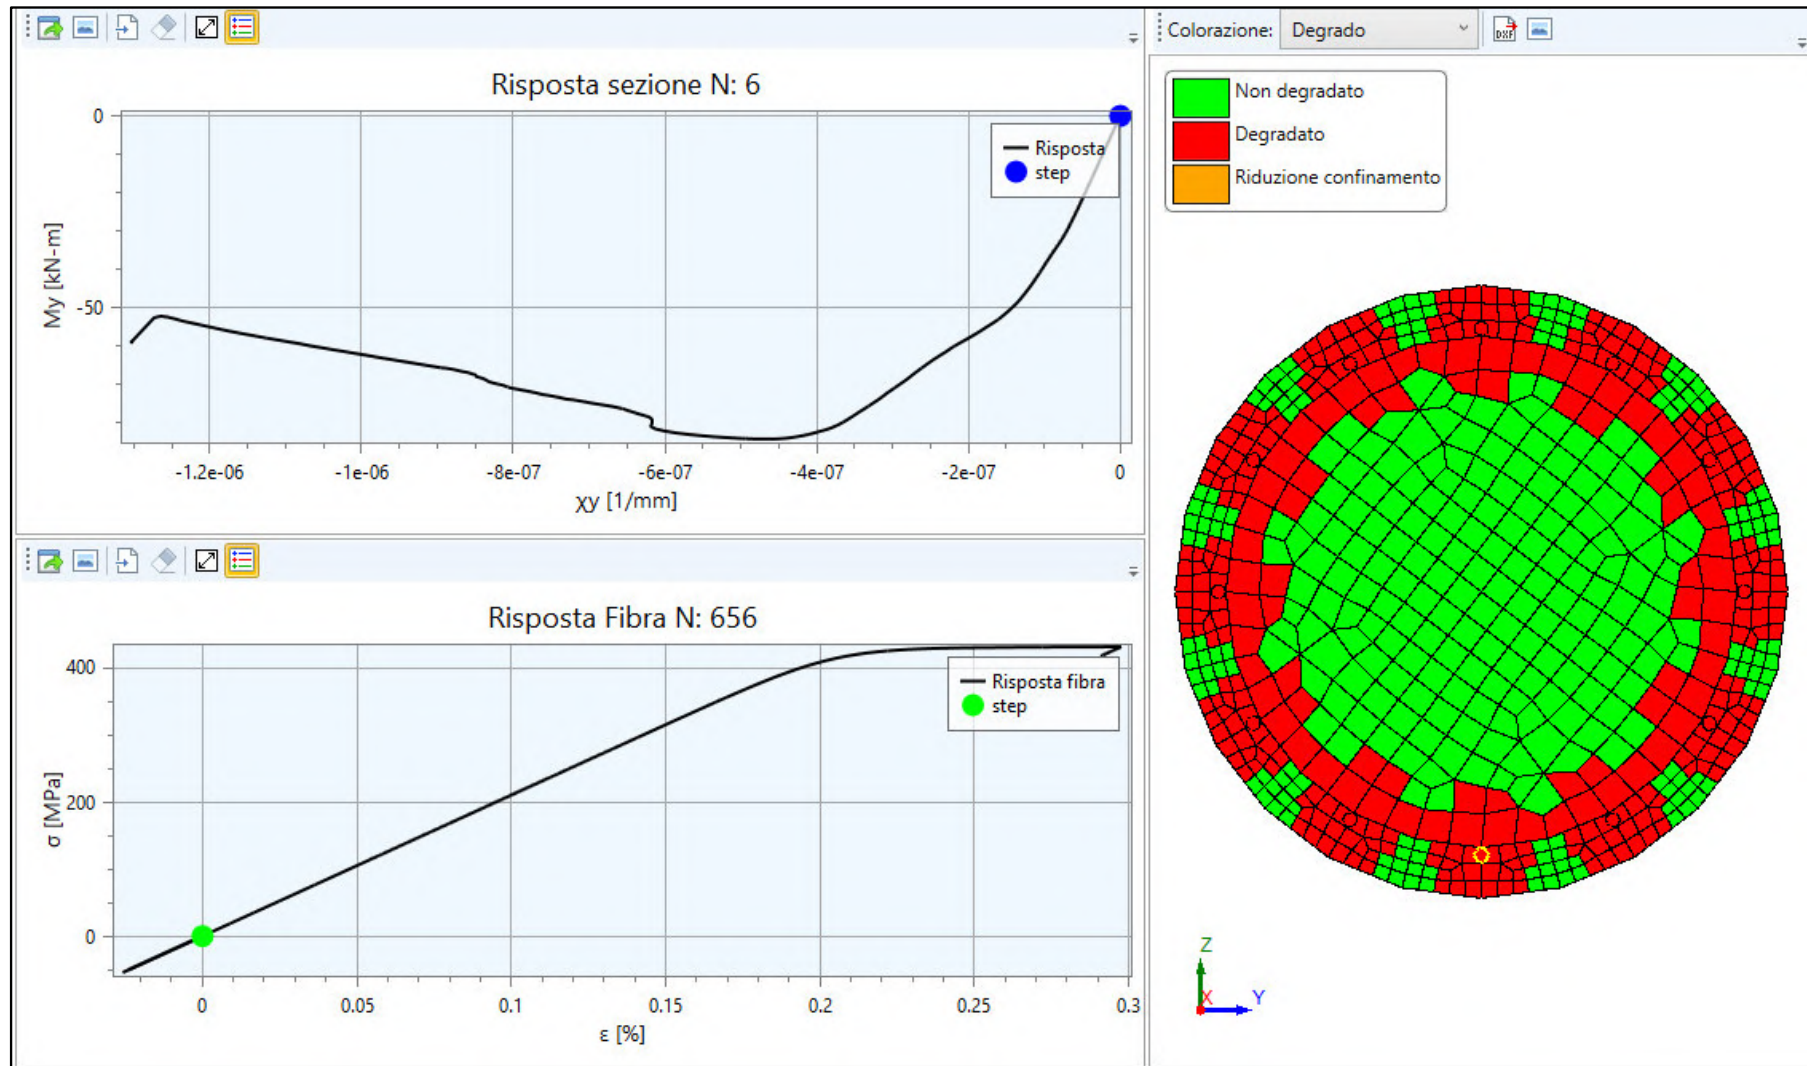 Risposta sezione N: 6
0
-50
My [kN-m]
Risposta
step
-1.2e-06
-1e-06
-8e-07
-6e-07
-4e-07
-2e-07
0
χy [1/mm]
Risposta Fibra N: 656
400
200
0
σ [MPa]
Risposta fibra
step
0
0.05
0.1
0.15
0.2
0.25
0.3
ε [%]
Colorazione: Degrado
DXF
Non degradato
Degradato
Riduzione confinamento
Z
X
Y